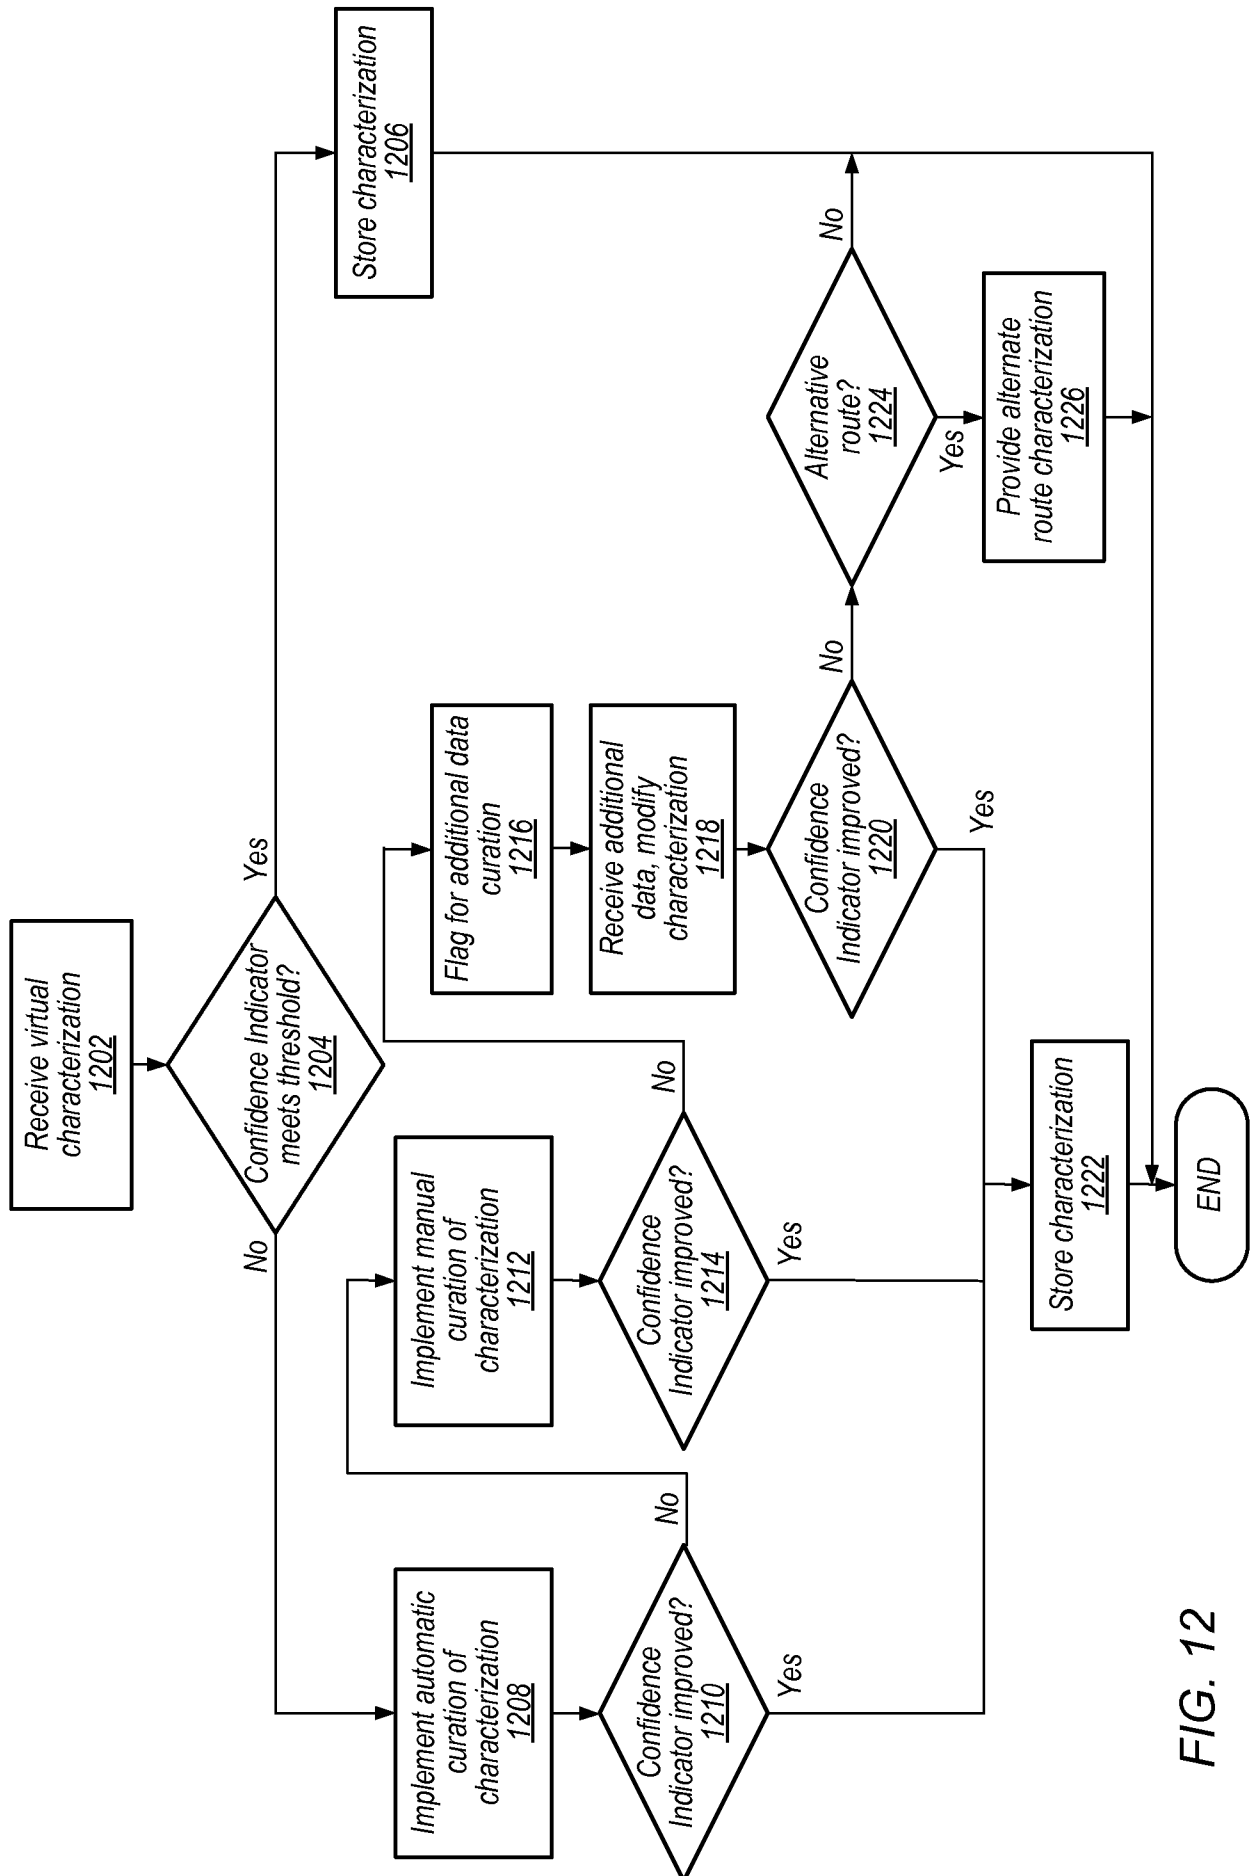 Receive virtual
characterization
1202
Confidence Indicator
meets threshold?
1204
No
Yes
Store characterization
1206
Implement automatic
curation of
characterization
1208
Confidence
Indicator improved?
1210
No
Yes
Implement manual
curation of
characterization
1212
Confidence
Indicator improved?
1214
No
Yes
Flag for additional data
curation
1216
Receive additional
data, modify
characterization
1218
Confidence
Indicator improved?
1220
No
Yes
Alternative
route?
1224
No
Yes
Provide alternate
route characterization
1226
Store characterization
1222
END
FIG. 12